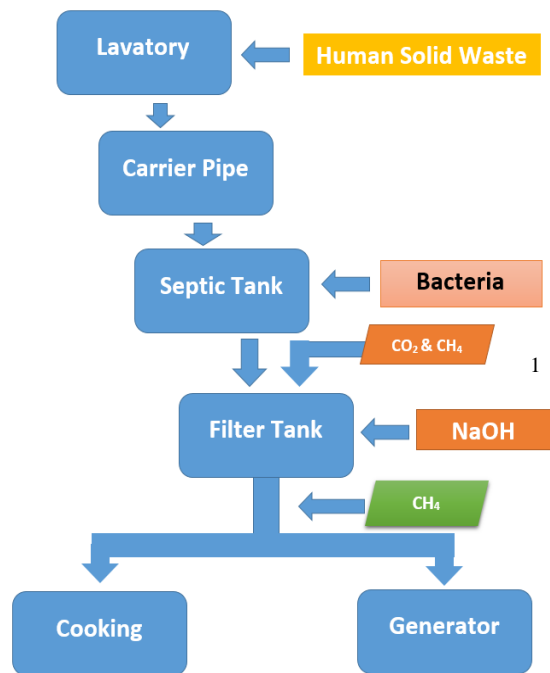 Lavatory
Human Solid Waste
Carrier Pipe
Septic Tank
Bacteria
CO₂ & CH₄
1
Filter Tank
NaOH
CH₄
Cooking
Generator